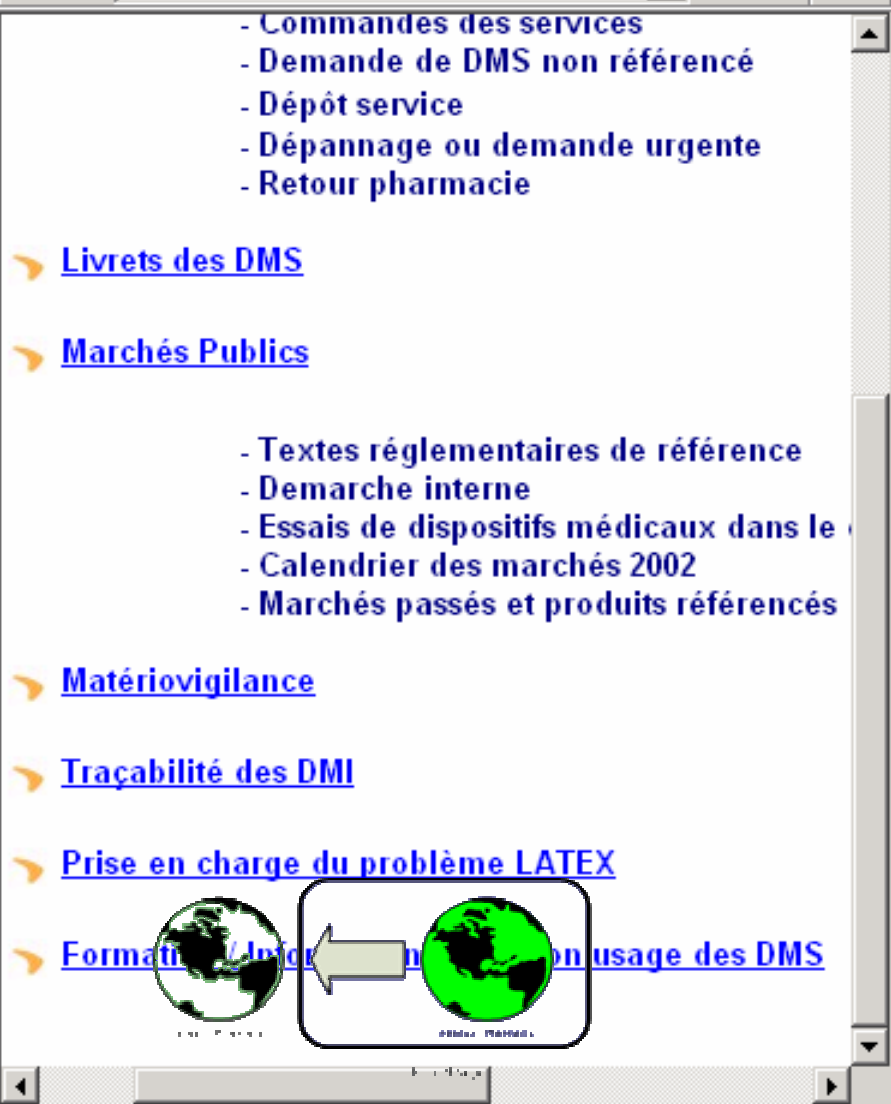 - Commandes des services
- Demande de DMS non référencé
- Dépôt service
- Dépannage ou demande urgente
- Retour pharmacie
Livrets des DMS
Marchés Publics
- Textes réglementaires de référence
- Demarche interne
- Essais de dispositifs médicaux dans le
- Calendrier des marchés 2002
- Marchés passés et produits référencés
Matériovigilance
Traçabilité des DMI
Prise en charge du problème LATEX
usage des DMS